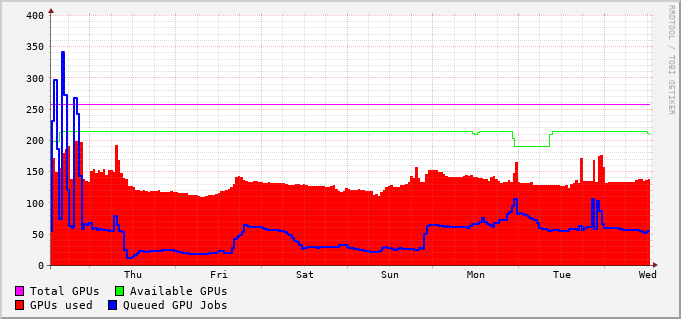 400
350
300
250
200
150
100
50
0
Thu Fri Sat Sun Mon Tue Wed
Total GPUs Available GPUs
GPUs used Queued GPU Jobs
RRDTOOL / TOBI OETIKER